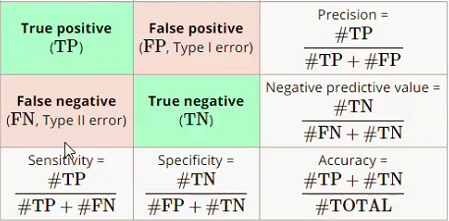 True positive
(TP)
False positive
(FP, Type I error)
Precision =
#TP
#TP + #FP
False negative
(FN, Type II error)
True negative
(TN)
Negative predictive value =
#TN
#FN + #TN
Sensitivity =
#TP
#TP + #FN
Specificity =
#TN
#FP + #TN
Accuracy =
#TP + #TN
#TOTAL